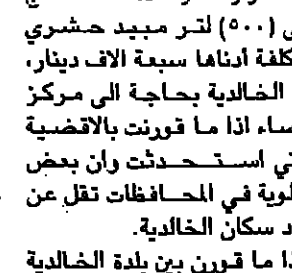 (٥٠٠) لتر مبيد حشري
كلفة أدناها سبعة الاف دينار،
الخالدية بحاجة الى مركز
اذا ما قورنت بالاقضية
استحدثت وان بعض
في المحافظات تقل عن
سكان الخالدية.
ما قورن بين بلدة الخالدية